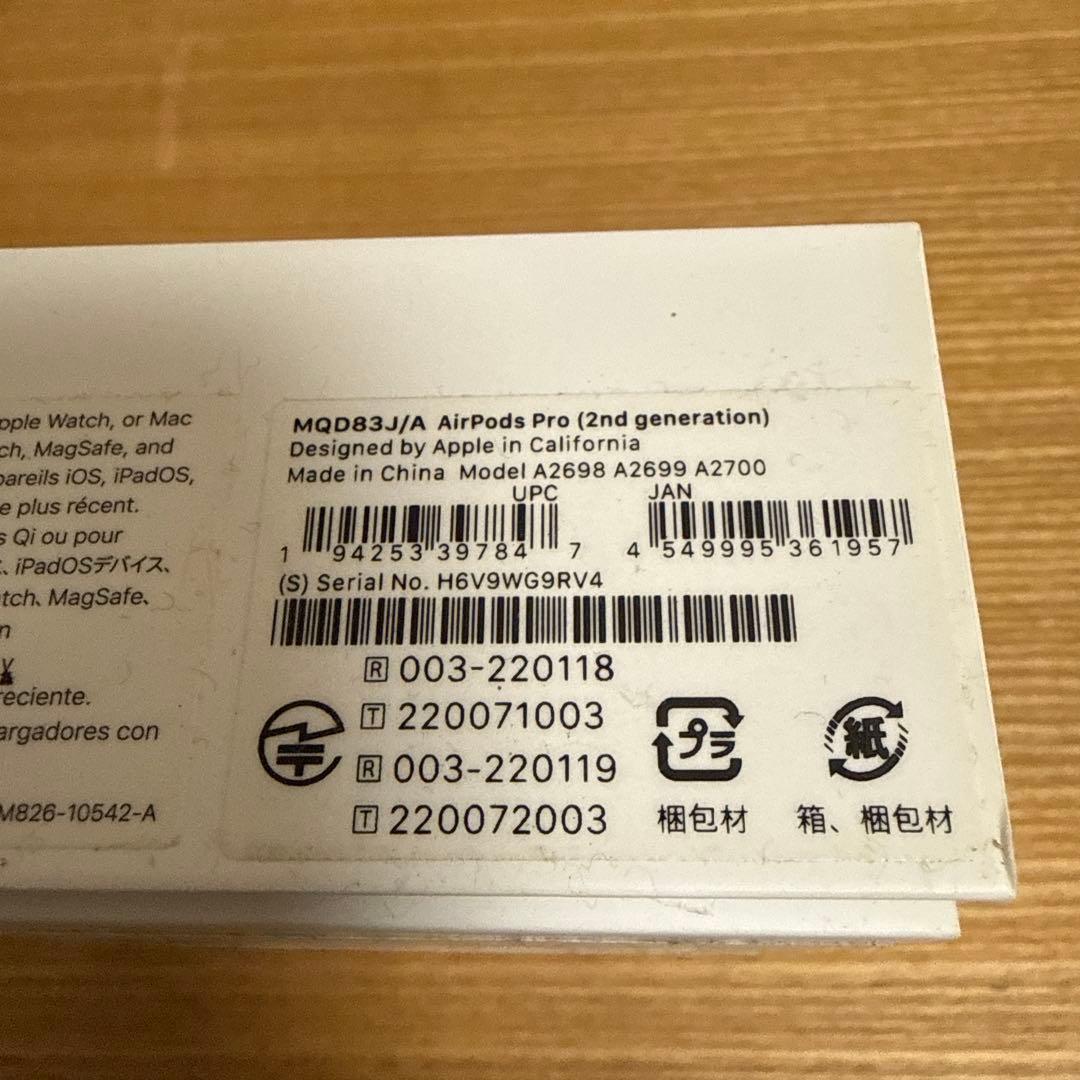 pple Watch, or Mac
ch, MagSafe, and
pareils iOS, iPadOS,
e plus récent.
s Qi ou pour
、iPadOSデバイス、
tch、MagSafe、
n
reciente.
argadores con
M826-10542-A
MQD83J/A AirPods Pro (2nd generation)
Designed by Apple in California
Made in China Model A2698 A2699 A2700
UPC JAN
1 94253 39784 7 4 549995 361957
(S) Serial No. H6V9WG9RV4
R 003-220118
T 220071003
R 003-220119
T 220072003
プラ
紙
梱包材
箱、梱包材